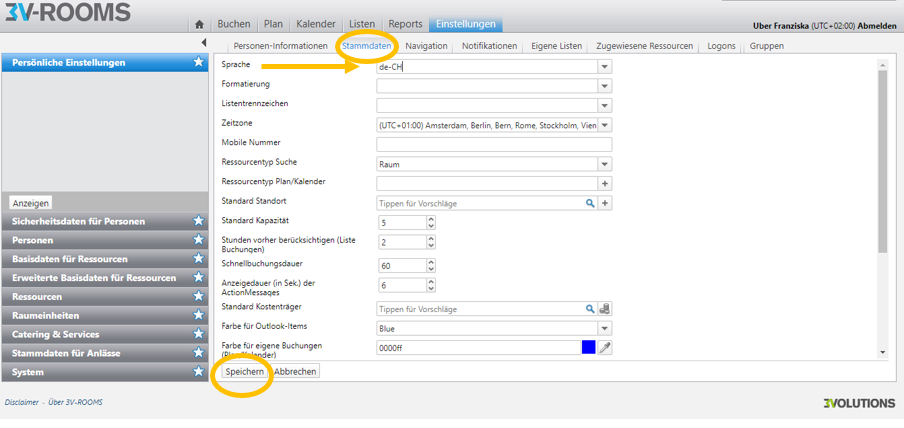 3V-ROOMS
Buchen Plan Kalender Listen Reports Einstellungen
Uber Franziska (UTC+02:00) Abmelden
Personen-Informationen Stammdaten Navigation Notifikationen Eigene Listen Zugewiesene Ressourcen Logons Gruppen
Persönliche Einstellungen
Anzeigen
Sicherheitsdaten für Personen
Personen
Basisdaten für Ressourcen
Erweiterte Basisdaten für Ressourcen
Ressourcen
Raumeinheiten
Catering & Services
Stammdaten für Anlässe
System
Sprache de-CH
Formatierung
Listentrennzeichen
Zeitzone (UTC+01:00) Amsterdam, Berlin, Bern, Rome, Stockholm, Vien
Mobile Nummer
Ressourcentyp Suche Raum
Ressourcentyp Plan/Kalender
Standard Standort Tippen für Vorschläge
Standard Kapazität 5
Stunden vorher berücksichtigen (Liste
Buchungen) 2
Schnellbuchungsdauer 60
Anzeigedauer (in Sek.) der
ActionMessages 6
Standard Kostenträger Tippen für Vorschläge
Farbe für Outlook-Items Blue
Farbe für eigene Buchungen
(Plan/Kalender) 0000ff
Speichern Abbrechen
Disclaimer - Über 3V-ROOMS
3VOLUTIONS